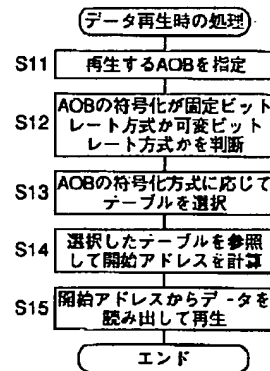 データ再生時の処理
S11
再生するAOBを指定
S12
AOBの符号化が固定ビット
レート方式か可変ビット
レート方式かを判断
S13
AOBの符号化方式に応じて
テーブルを選択
S14
選択したテーブルを参照
して開始アドレスを計算
S15
開始アドレスからデータを
読み出して再生
エンド